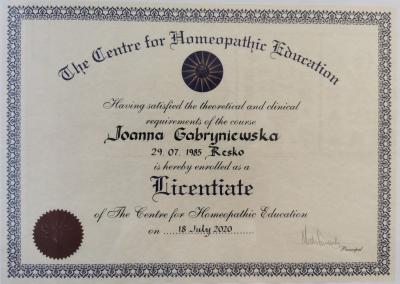 The Centre for Homeopathic Education
Having satisfied the theoretical and clinical
requirements of the course
Joanna Gabryniewska
29. 07. 1985 Resko
is hereby enrolled as a
Licentiate
of The Centre for Homeopathic Education
on .....18 July 2020.....
Principal